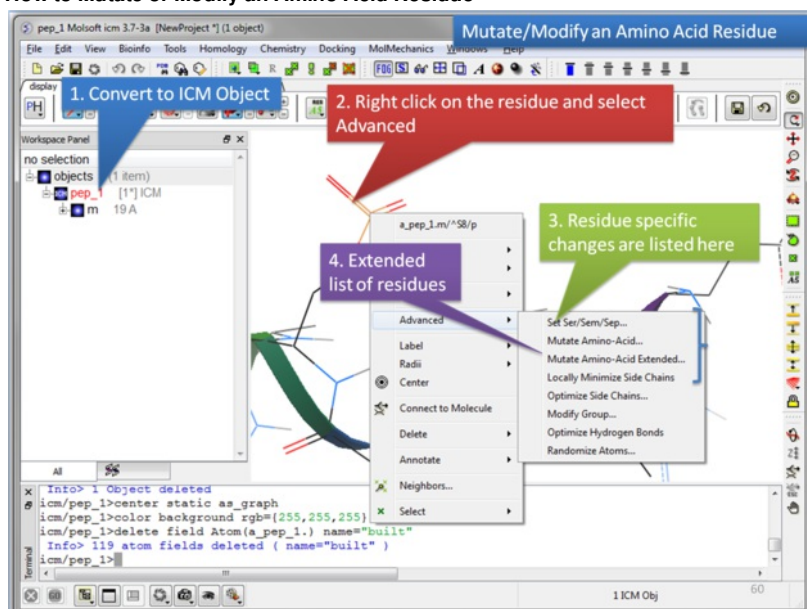 How to Mutate or Modify an Amino Acid Residue
pep_1 Molsoft icm 3.7-3a [NewProject *] (1 object)
Mutate/Modify an Amino Acid Residue
File Edit View Bioinfo Tools Homology Chemistry Docking MolMechanics Windows Help
FOG
display
1. Convert to ICM Object
2. Right click on the residue and select
Advanced
PH
Workspace Panel
no selection
objects (1 item)
pep_1 [1*] ICM
m 19 A
a_pep_1.m/^S8/p
3. Residue specific
changes are listed here
4. Extended
list of residues
Advanced
Label
Radii
Center
Connect to Molecule
Delete
Annotate
Neighbors...
Select
Set Ser/Sem/Sep...
Mutate Amino-Acid...
Mutate Amino-Acid Extended...
Locally Minimize Side Chains
Optimize Side Chains...
Modify Group...
Optimize Hydrogen Bonds
Randomize Atoms...
AS
All
Terminal
Info> 1 Object deleted
icm/pep_1>center static as_graph
icm/pep_1>color background rgb={255,255,255}
icm/pep_1>delete field Atom(a_pep_1.) name="built"
Info> 119 atom fields deleted ( name="built" )
icm/pep_1>
1 ICM Obj
60